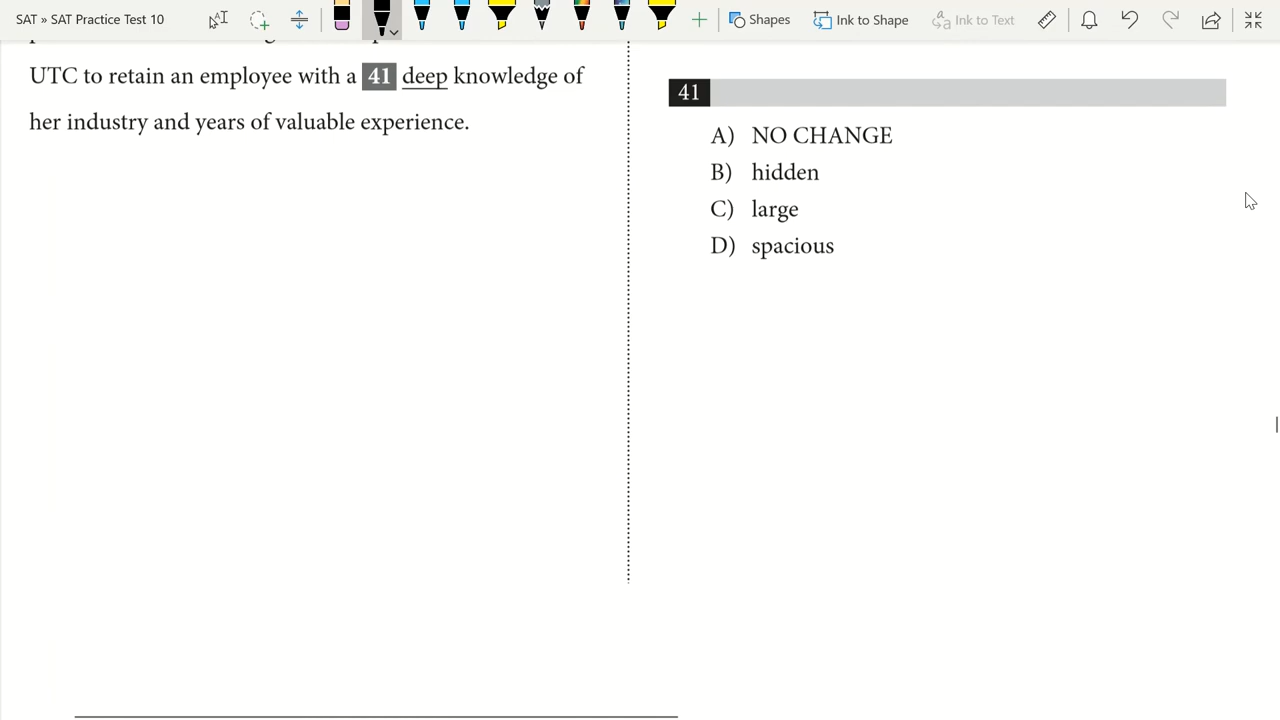 SAT » SAT Practice Test 10
Shapes
Ink to Shape
Ink to Text
UTC to retain an employee with a 41 deep knowledge of
her industry and years of valuable experience.
41
A) NO CHANGE
B) hidden
C) large
D) spacious